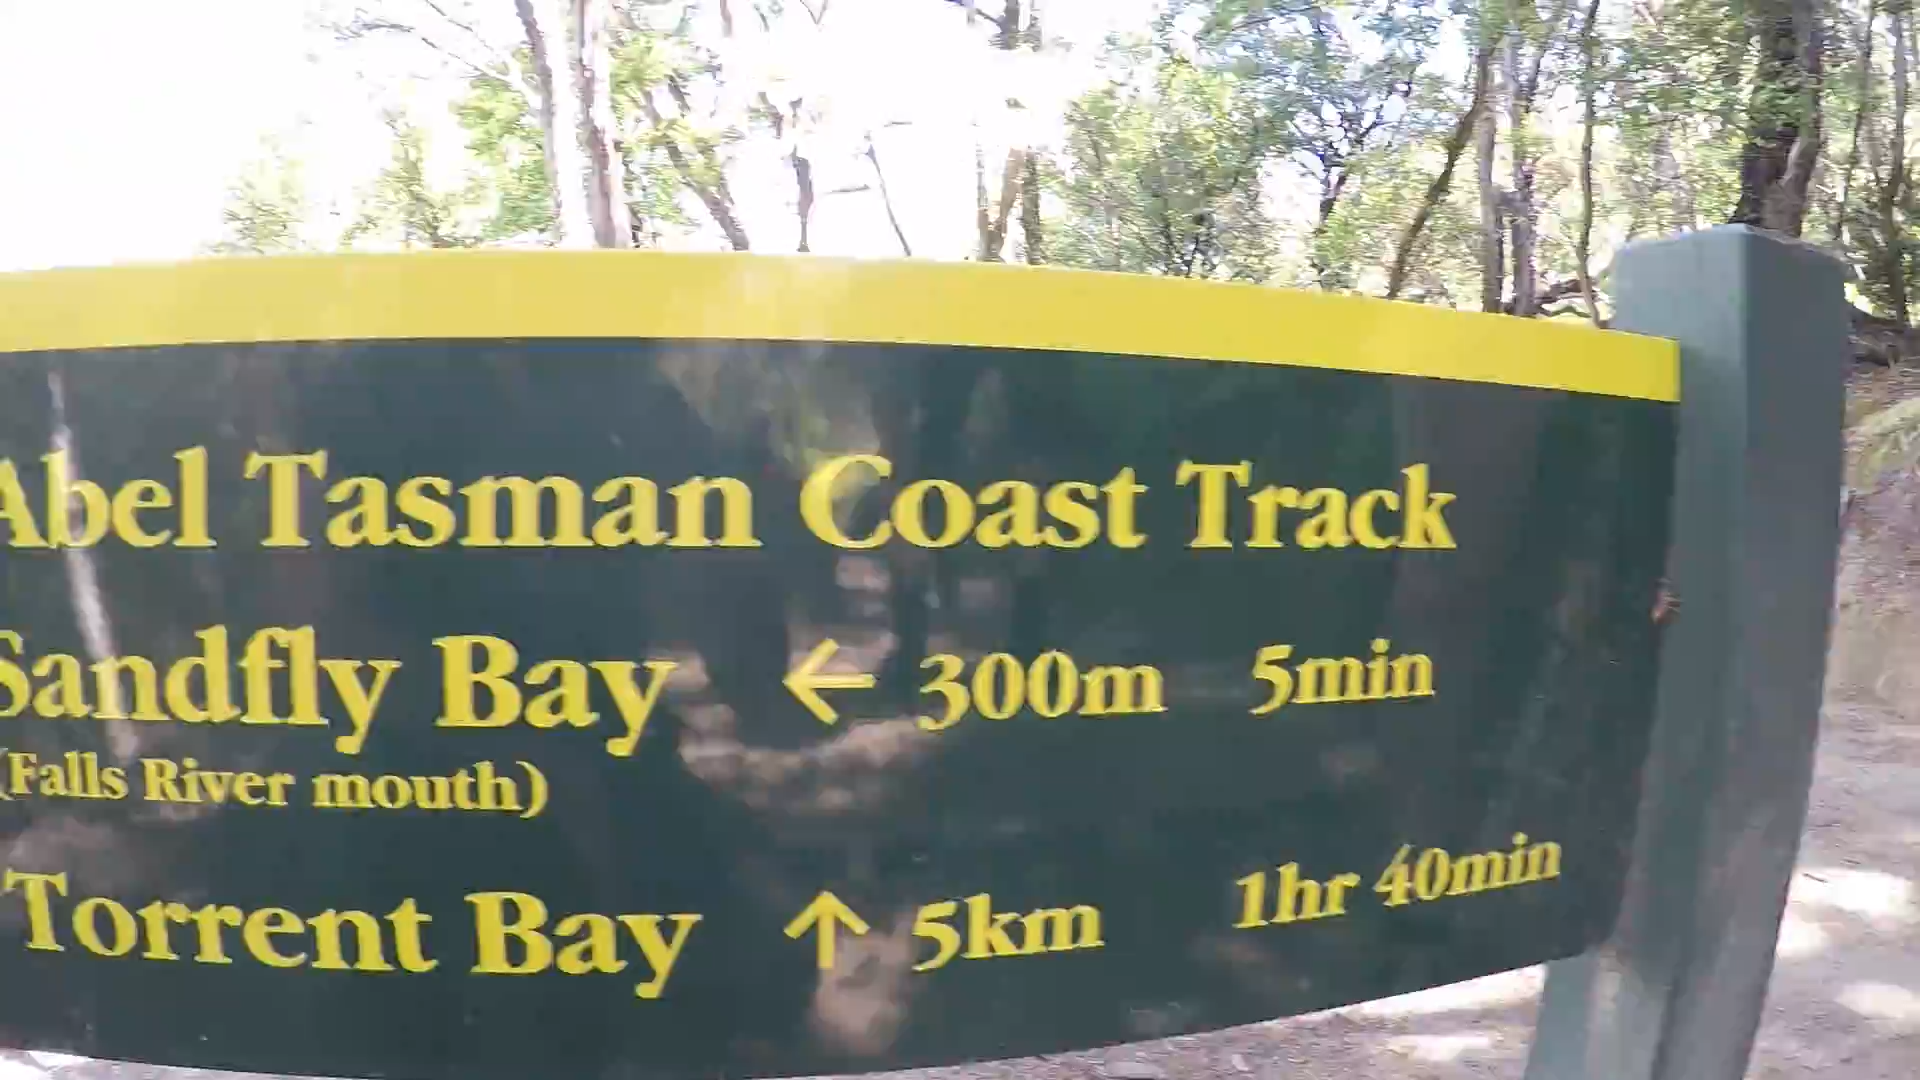 Abel Tasman Coast Track
Sandfly Bay ← 300m 5min
(Falls River mouth)
Torrent Bay ↑ 5km 1hr 40min